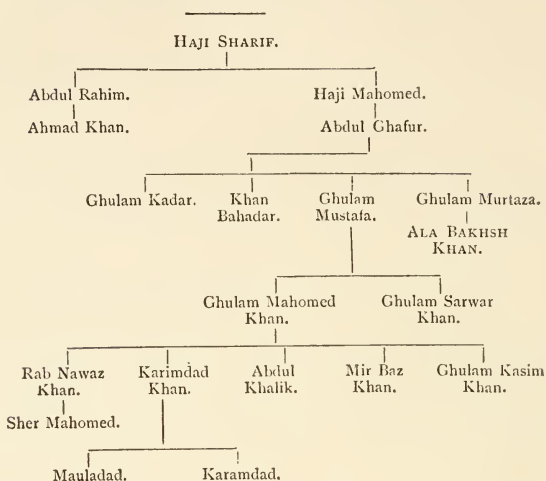 HAJI SHARIF.
Abdul Rahim. Haji Mahomed.
Ahmad Khan. Abdul Ghafur.
Ghulam Kadar. Khan Ghulam Ghulam Murtaza.
Bahadar. Mustafa.
ALA BAKHSH
KHAN.
Ghulam Mahomed Ghulam Sarwar
Khan. Khan.
Rab Nawaz Karimdad Abdul Mir Baz Ghulam Kasim
Khan. Khan. Khalik. Khan. Khan.
Sher Mahomed.
Mauladad. Karamdad.